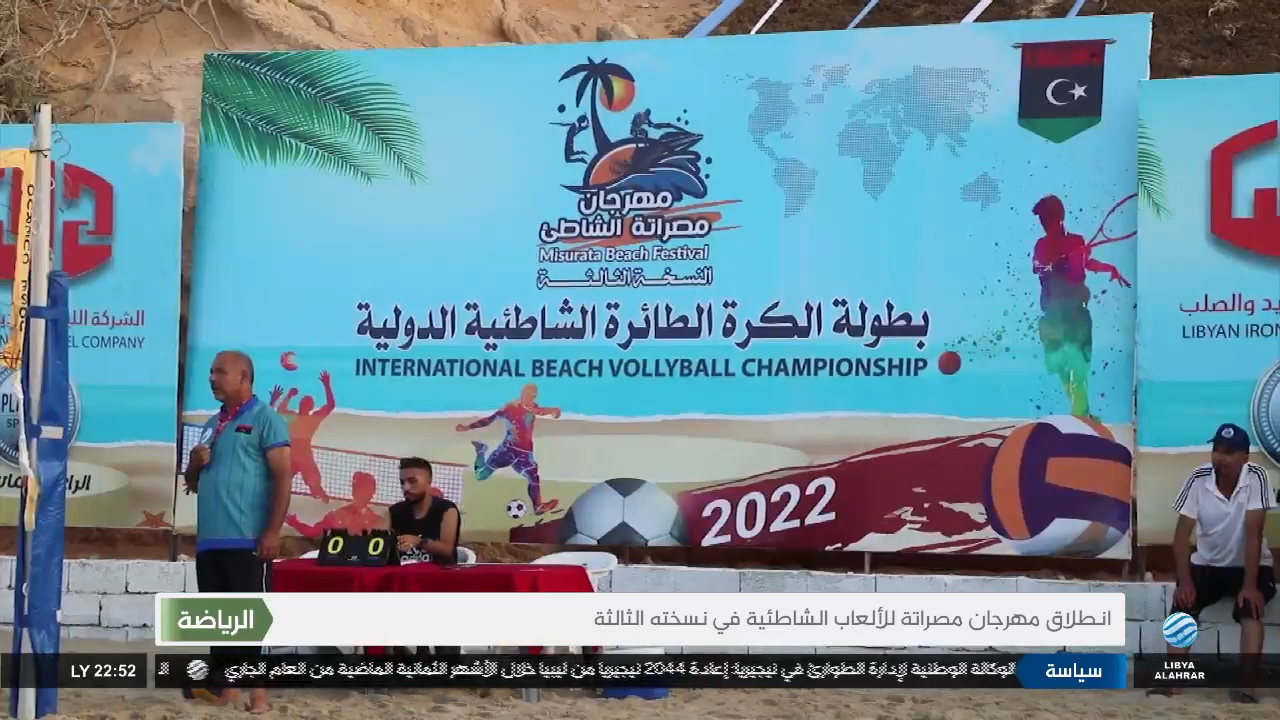 مهرجان
مصراتة الشاطئ
Misurata Beach Festival
النسخة الثالثة
بطولة الكرة الطائرة الشاطئية الدولية
INTERNATIONAL BEACH VOLLYBALL CHAMPIONSHIP
2022
الشركة
EL COMPANY
يد والصلب
LIBYAN IRON
0 0
الرياضة
انطلاق مهرجان مصراتة للألعاب الشاطئية في نسخته الثالثة
LY 22:52
سياسة
الوكالة الوطنية لإدارة الطوارئ في نيجيريا: إعادة 2044 نيجيريا من ليبيا خلال الأشهر الثمانية الماضية من العام الجاري
LIBYA
ALAHRAR